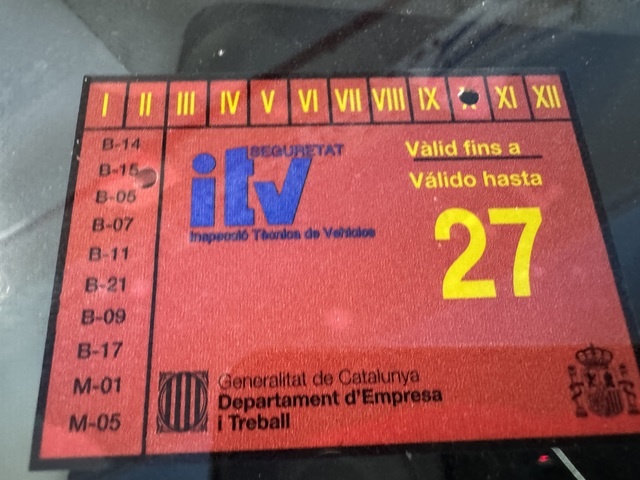 I II III IV V VI VII VIII IX XI XII
B-14
B-15
B-05
B-07
B-11
B-21
B-09
B-17
M-01
M-05
SEGURETAT
itv
Inspecció Tècnica de Vehicles
Vàlid fins a
Válido hasta
27
Generalitat de Catalunya
Departament d'Empresa
i Treball